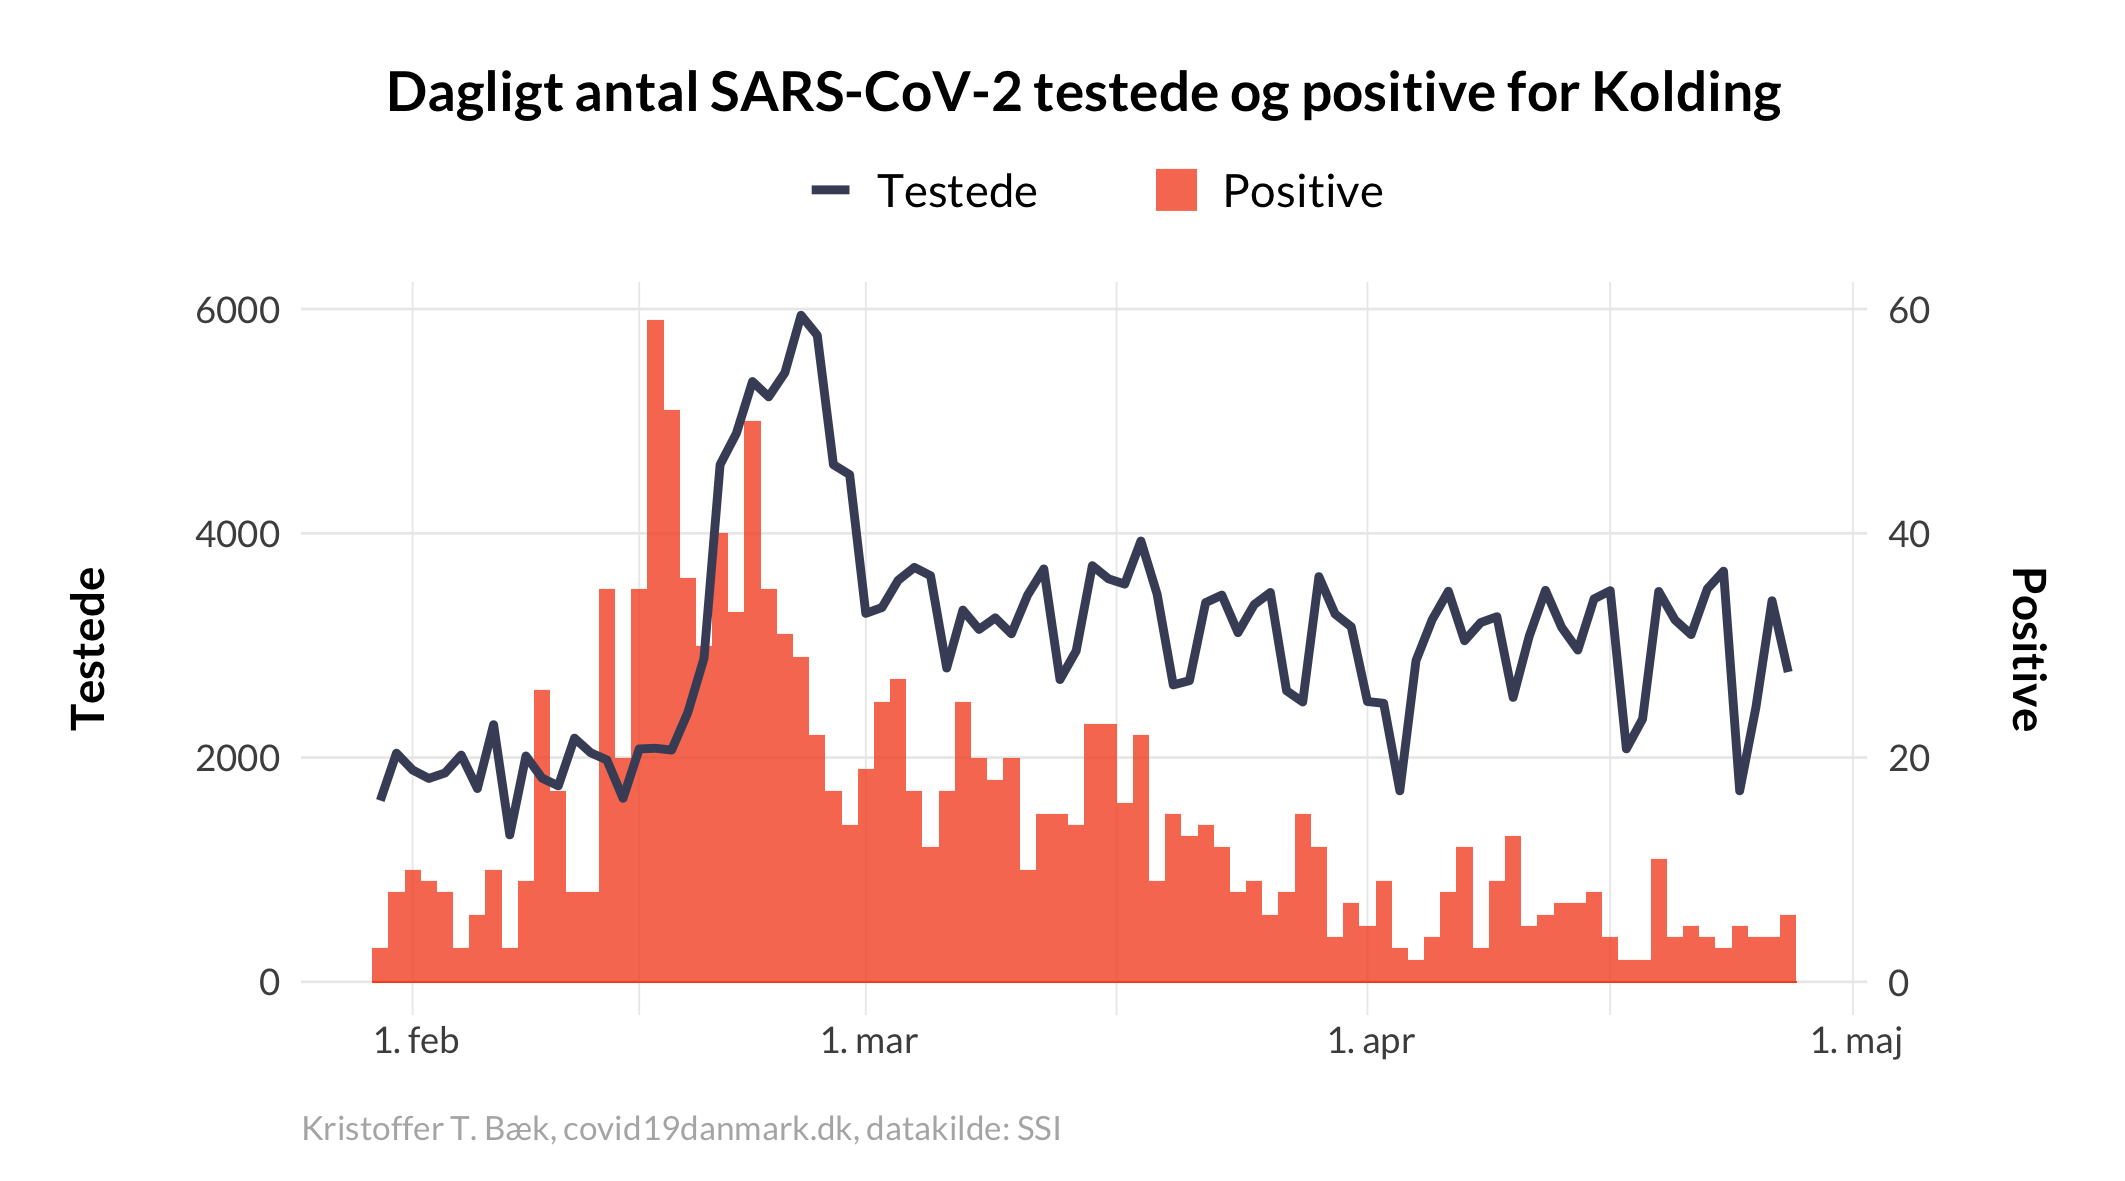 Dagligt antal SARS-CoV-2 testede og positive for Kolding
Testede
Positive
6000
4000
2000
0
Testede
60
40
20
0
Positive
1. feb
1. mar
1. apr
1. maj
Kristoffer T. Bæk, covid19danmark.dk, datakilde: SSI